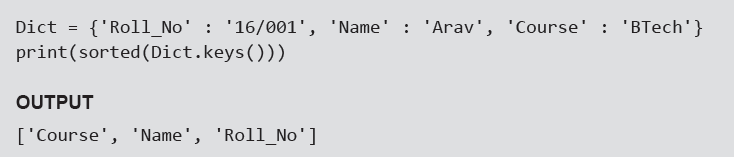 Dict = {'Roll_No' : '16/001', 'Name' : 'Arav', 'Course' : 'BTech'}
print(sorted(Dict.keys()))
OUTPUT
['Course', 'Name', 'Roll_No']